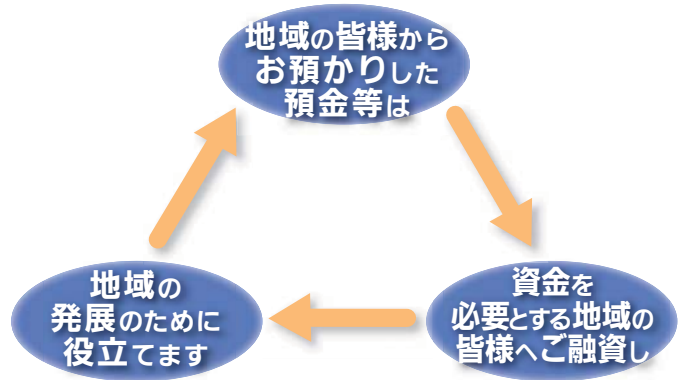 地域の皆様から
お預かりした
預金等は
資金を
必要とする地域の
皆様へご融資し
地域の
発展のために
役立てます